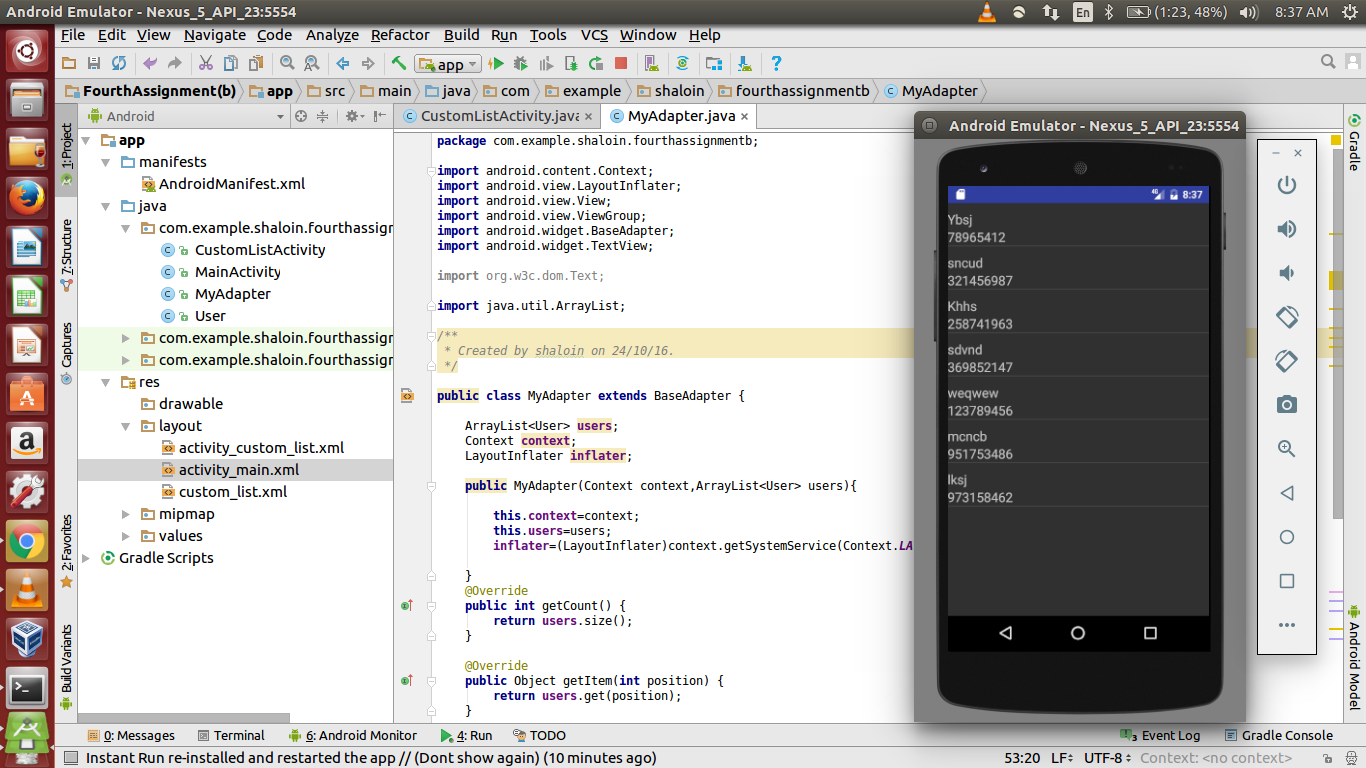 Android Emulator - Nexus_5_API_23:5554
En
(1:23, 48%)
8:37 AM
File Edit View Navigate Code Analyze Refactor Build Run Tools VCS Window Help
app
FourthAssignment(b) app src main java com example shaloin fourthassignmentb MyAdapter
Android
CustomListActivity.java
MyAdapter.java
1: Project
7: Structure
Captures
2: Favorites
Build Variants
app
manifests
AndroidManifest.xml
java
com.example.shaloin.fourthassignr
CustomListActivity
MainActivity
MyAdapter
User
com.example.shaloin.fourthassignr
com.example.shaloin.fourthassignr
res
drawable
layout
activity_custom_list.xml
activity_main.xml
custom_list.xml
mipmap
values
Gradle Scripts
package com.example.shaloin.fourthassignmentb;
import android.content.Context;
import android.view.LayoutInflater;
import android.view.View;
import android.view.ViewGroup;
import android.widget.BaseAdapter;
import android.widget.TextView;
import org.w3c.dom.Text;
import java.util.ArrayList;
/**
* Created by shaloin on 24/10/16.
*/
public class MyAdapter extends BaseAdapter {
ArrayList<User> users;
Context context;
LayoutInflater inflater;
public MyAdapter(Context context,ArrayList<User> users){
this.context=context;
this.users=users;
inflater=(LayoutInflater)context.getSystemService(Context.LA
}
@Override
public int getCount() {
return users.size();
}
@Override
public Object getItem(int position) {
return users.get(position);
}
Android Emulator - Nexus_5_API_23:5554
8:37
Ybsj
78965412
sncud
321456987
Khhs
258741963
sdvnd
369852147
weqwew
123789456
mcncb
951753486
lksj
973158462
Gradle
Android Model
0: Messages
Terminal
6: Android Monitor
4: Run
TODO
Event Log
Gradle Console
Instant Run re-installed and restarted the app // (Dont show again) (10 minutes ago)
53:20 LF UTF-8 Context: <no context>